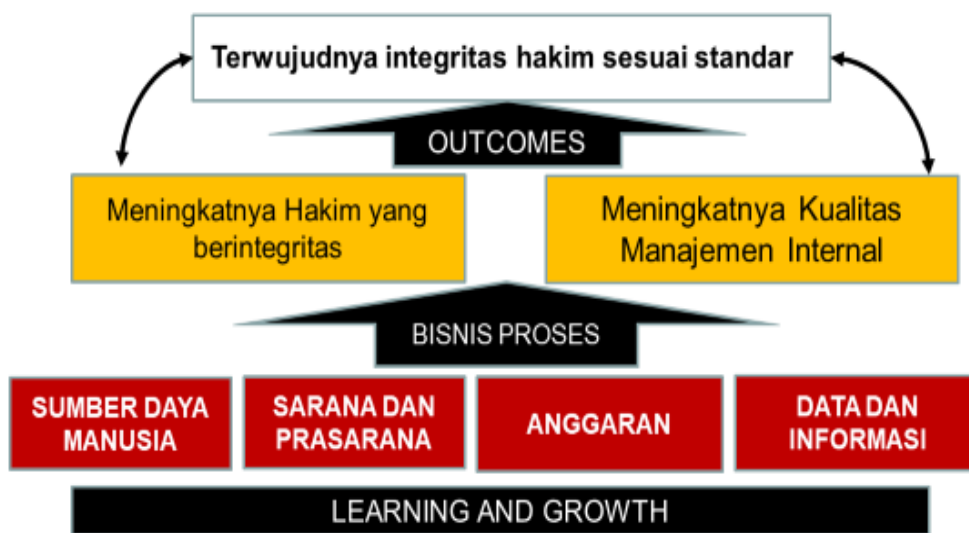 Terwujudnya integritas hakim sesuai standar
OUTCOMES
Meningkatnya Hakim yang
berintegritas
Meningkatnya Kualitas
Manajemen Internal
BISNIS PROSES
SUMBER DAYA
MANUSIA
SARANA DAN
PRASARANA
ANGGARAN
DATA DAN
INFORMASI
LEARNING AND GROWTH